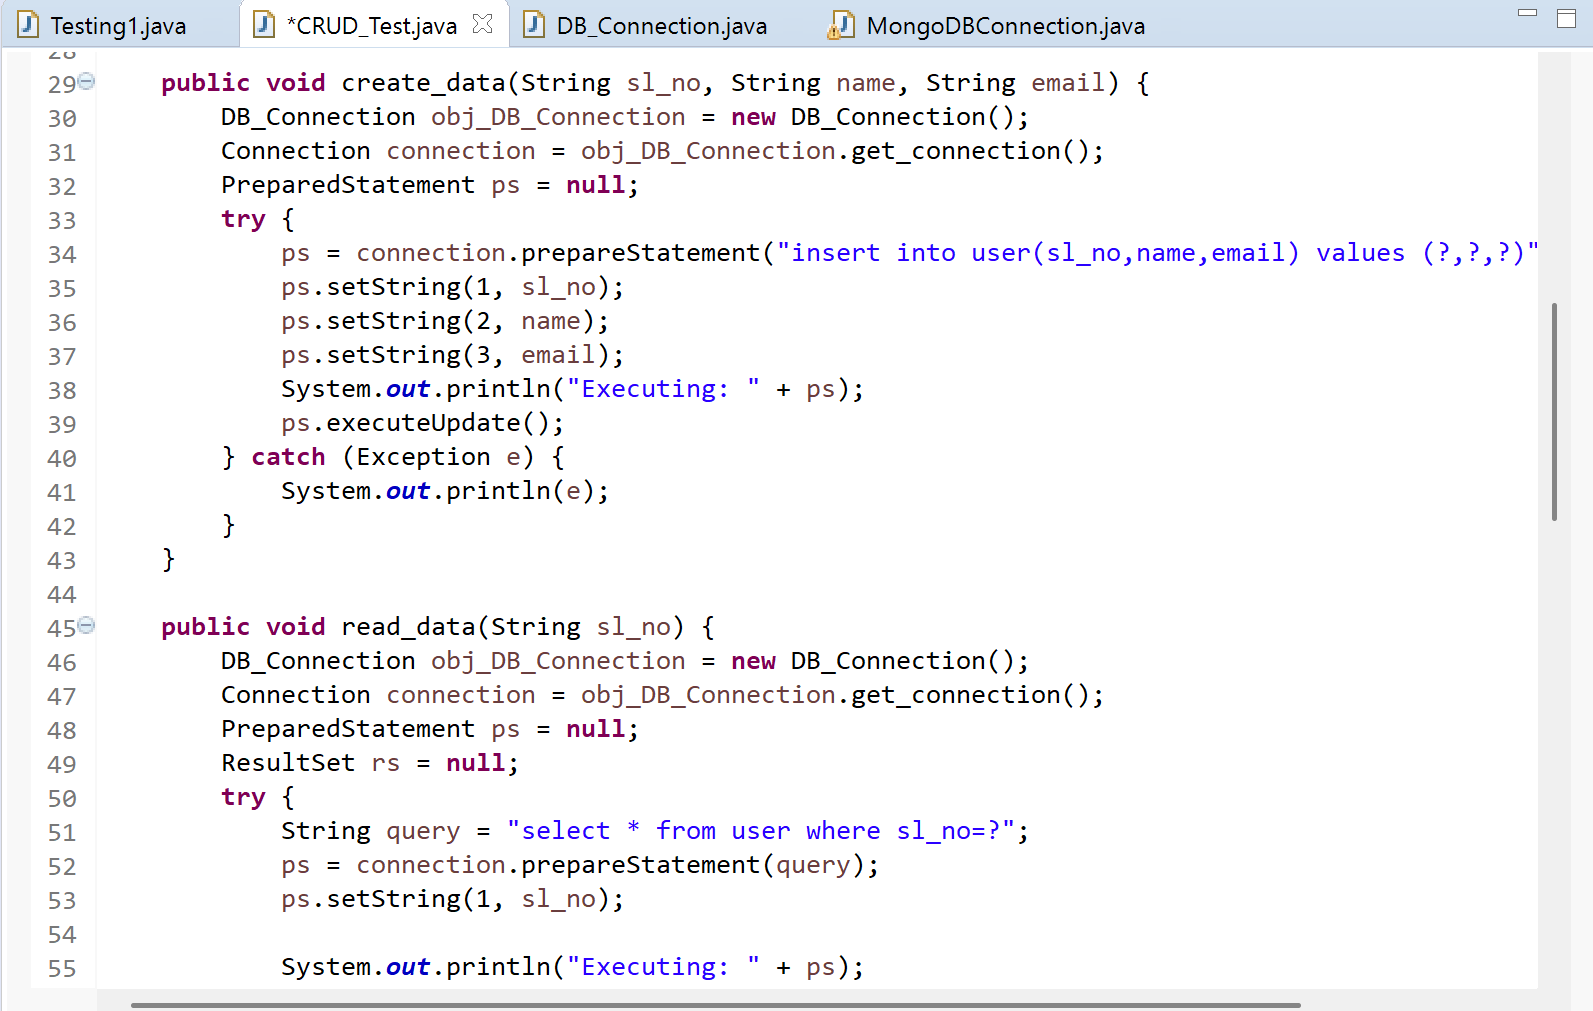 Testing1.java *CRUD_Test.java DB_Connection.java MongoDBConnection.java
28
29 public void create_data(String sl_no, String name, String email) {
30 DB_Connection obj_DB_Connection = new DB_Connection();
31 Connection connection = obj_DB_Connection.get_connection();
32 PreparedStatement ps = null;
33 try {
34 ps = connection.prepareStatement("insert into user(sl_no,name,email) values (?,?,?)"
35 ps.setString(1, sl_no);
36 ps.setString(2, name);
37 ps.setString(3, email);
38 System.out.println("Executing: " + ps);
39 ps.executeUpdate();
40 } catch (Exception e) {
41 System.out.println(e);
42 }
43 }
44
45 public void read_data(String sl_no) {
46 DB_Connection obj_DB_Connection = new DB_Connection();
47 Connection connection = obj_DB_Connection.get_connection();
48 PreparedStatement ps = null;
49 ResultSet rs = null;
50 try {
51 String query = "select * from user where sl_no=?";
52 ps = connection.prepareStatement(query);
53 ps.setString(1, sl_no);
54
55 System.out.println("Executing: " + ps);